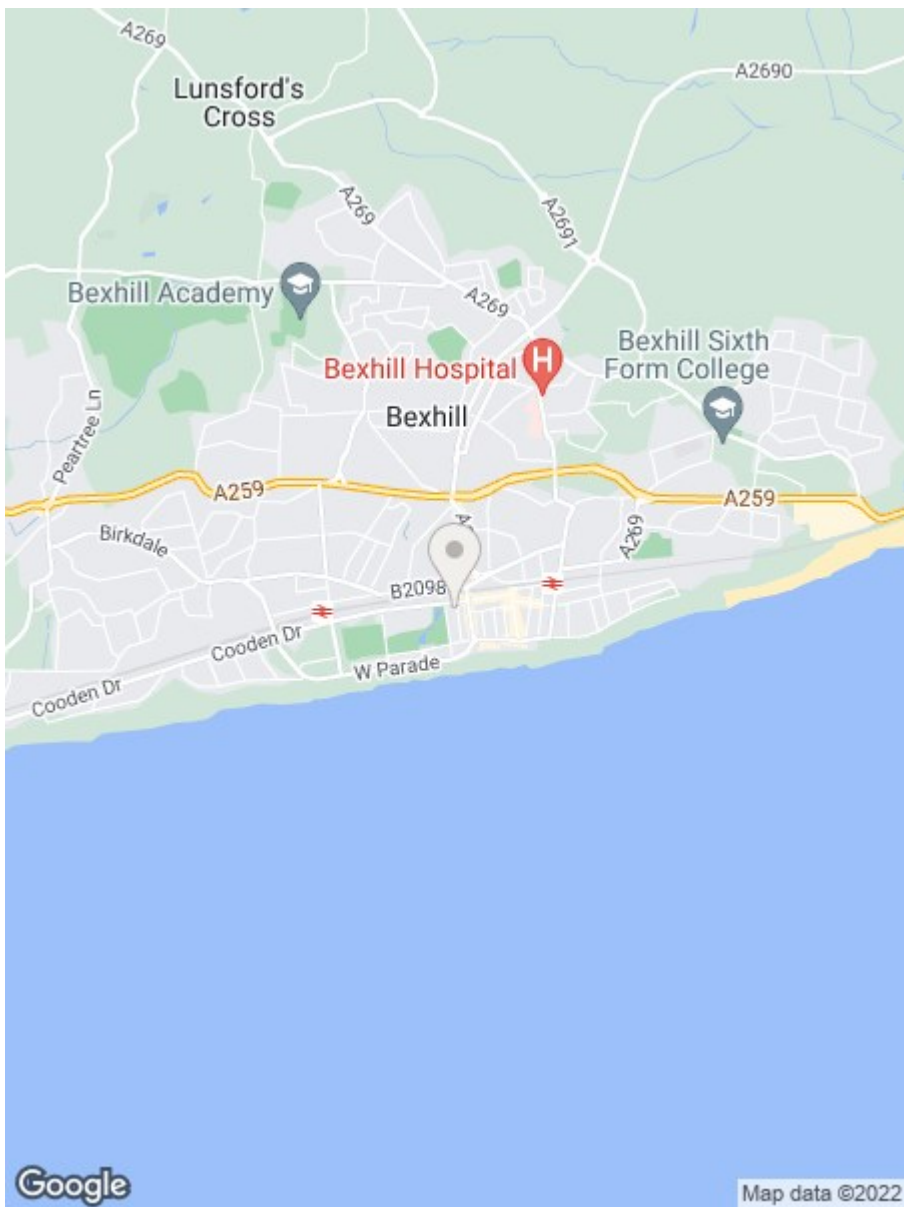 A269
A2690
Lunsford's
Cross
A269
A2691
Bexhill Academy
A269
Bexhill Sixth
Form College
Bexhill Hospital
H
Bexhill
Peartree Ln
A259
A259
Birkdale
A269
B2098
Cooden Dr
W Parade
Cooden Dr
Google
Map data ©2022